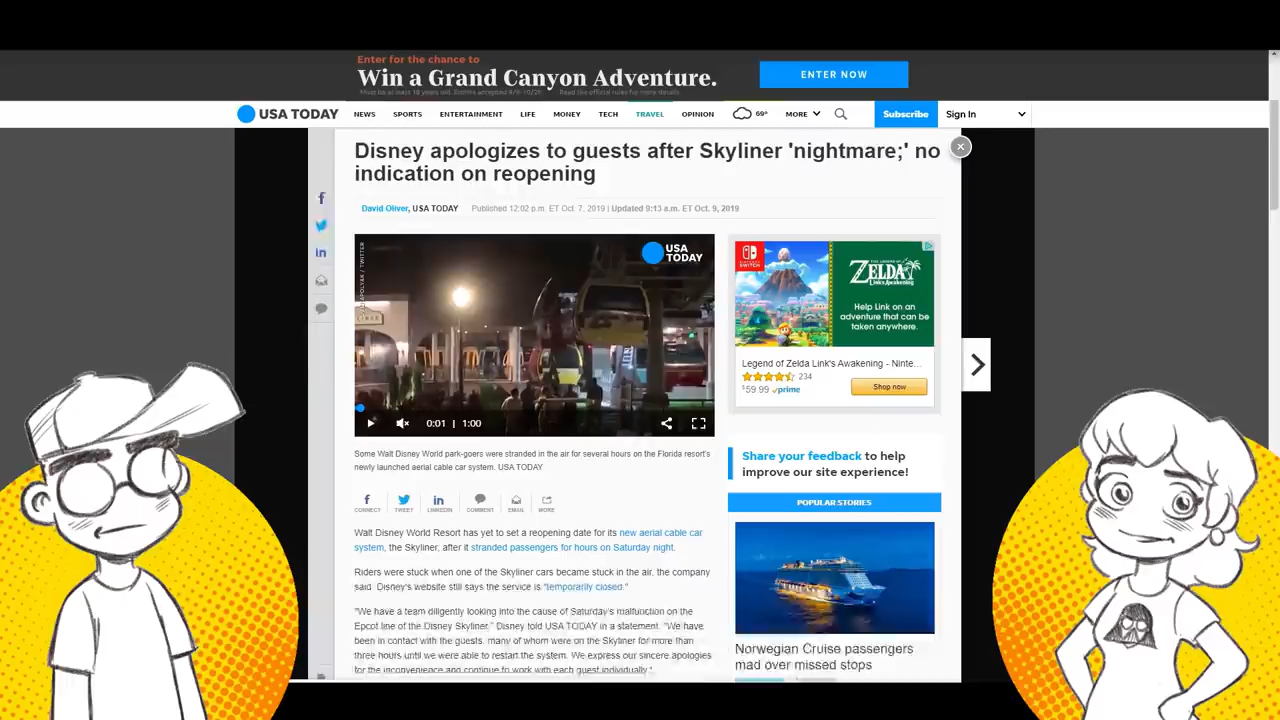 Enter for the chance to
Win a Grand Canyon Adventure.
ENTER NOW
USA TODAY
NEWS
SPORTS
ENTERTAINMENT
LIFE
MONEY
TECH
TRAVEL
OPINION
69°
MORE
Subscribe
Sign In
Disney apologizes to guests after Skyliner 'nightmare;' no
indication on reopening
David Oliver, USA TODAY Published 12:02 p.m. ET Oct. 7, 2019 | Updated 9:13 a.m. ET Oct. 9, 2019
USA
TODAY
0:01 | 1:00
Some Walt Disney World park-goers were stranded in the air for several hours on the Florida resort's
newly launched aerial cable car system. USA TODAY
CONNECT
TWEET
LINKEDIN
COMMENT
EMAIL
MORE
Walt Disney World Resort has yet to set a reopening date for its new aerial cable car
system, the Skyliner, after it stranded passengers for hours on Saturday night.
Riders were stuck when one of the Skyliner cars became stuck in the air, the company
said. Disney's website still says the service is "temporarily closed."
"We have a team diligently looking into the cause of Saturday's malfunction on the
Epcot line of the Disney Skyliner," Disney told USA TODAY in a statement. "We have
been in contact with the guests, many of whom were on the Skyliner for more than
three hours until we were able to restart the system. We express our sincere apologies
for the inconvenience and continue to work with each guest individually."
NINTENDO
SWITCH
THE LEGEND OF
ZELDA
Link's Awakening
Help Link on an
adventure that can be
taken anywhere.
Legend of Zelda Link's Awakening - Ninte...
234
$59.99 prime
Shop now
Share your feedback to help
improve our site experience!
POPULAR STORIES
Norwegian Cruise passengers
mad over missed stops